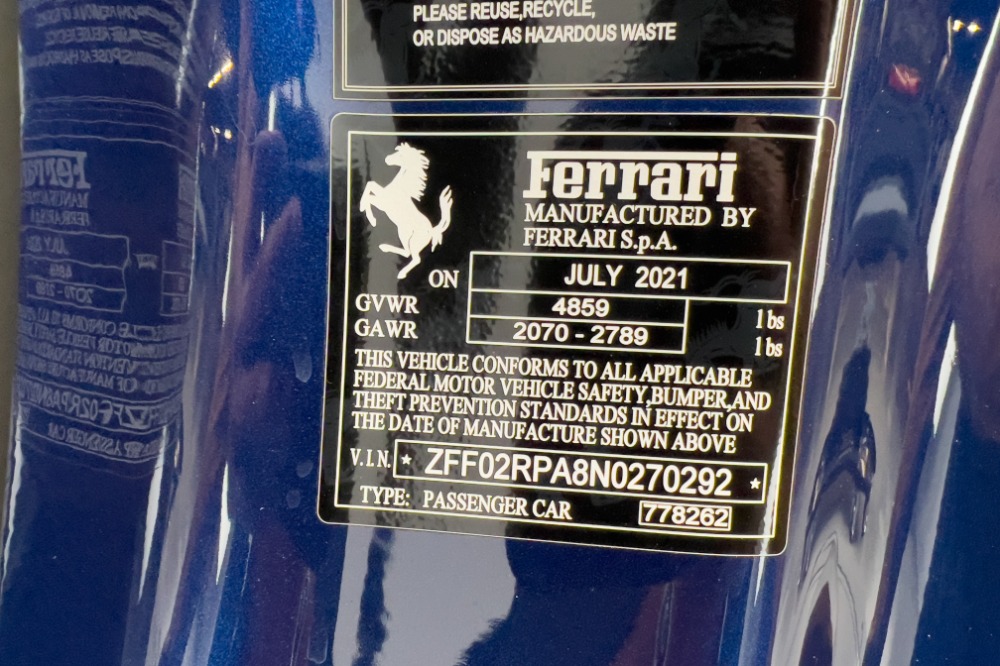 PLEASE REUSE,RECYCLE,
OR DISPOSE AS HAZARDOUS WASTE
Ferrari
MANUFACTURED BY
FERRARI S.p.A.
ON JULY 2021
GVWR 4859 lbs
GAWR 2070 - 2789 lbs
THIS VEHICLE CONFORMS TO ALL APPLICABLE
FEDERAL MOTOR VEHICLE SAFETY,BUMPER,AND
THEFT PREVENTION STANDARDS IN EFFECT ON
THE DATE OF MANUFACTURE SHOWN ABOVE
V.I.N. * ZFF02RPA8N0270292 *
TYPE: PASSENGER CAR 778262